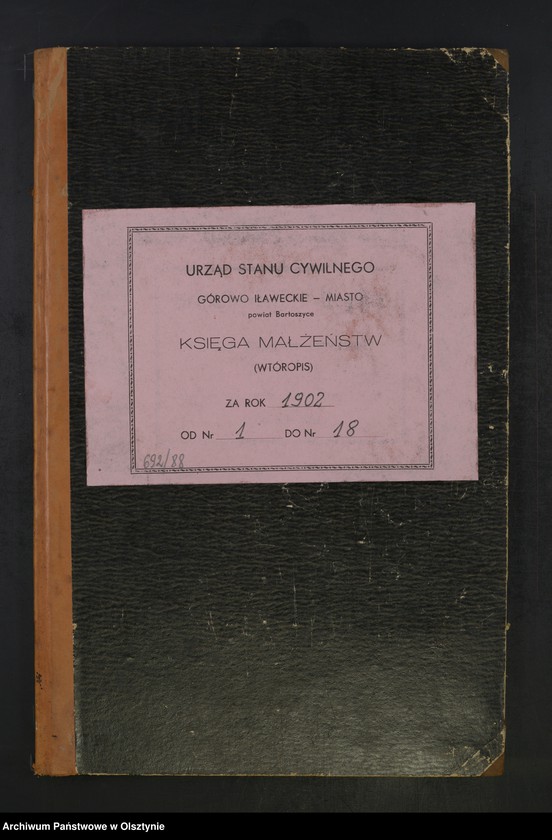 URZĄD STANU CYWILNEGO
GÓROWO IŁAWECKIE – MIASTO
powiat Bartoszyce
KSIĘGA MAŁŻEŃSTW
(WTÓROPIS)
ZA ROK 1902
OD Nr 1 DO Nr 18
692/88
Archiwum Państwowe w Olsztynie